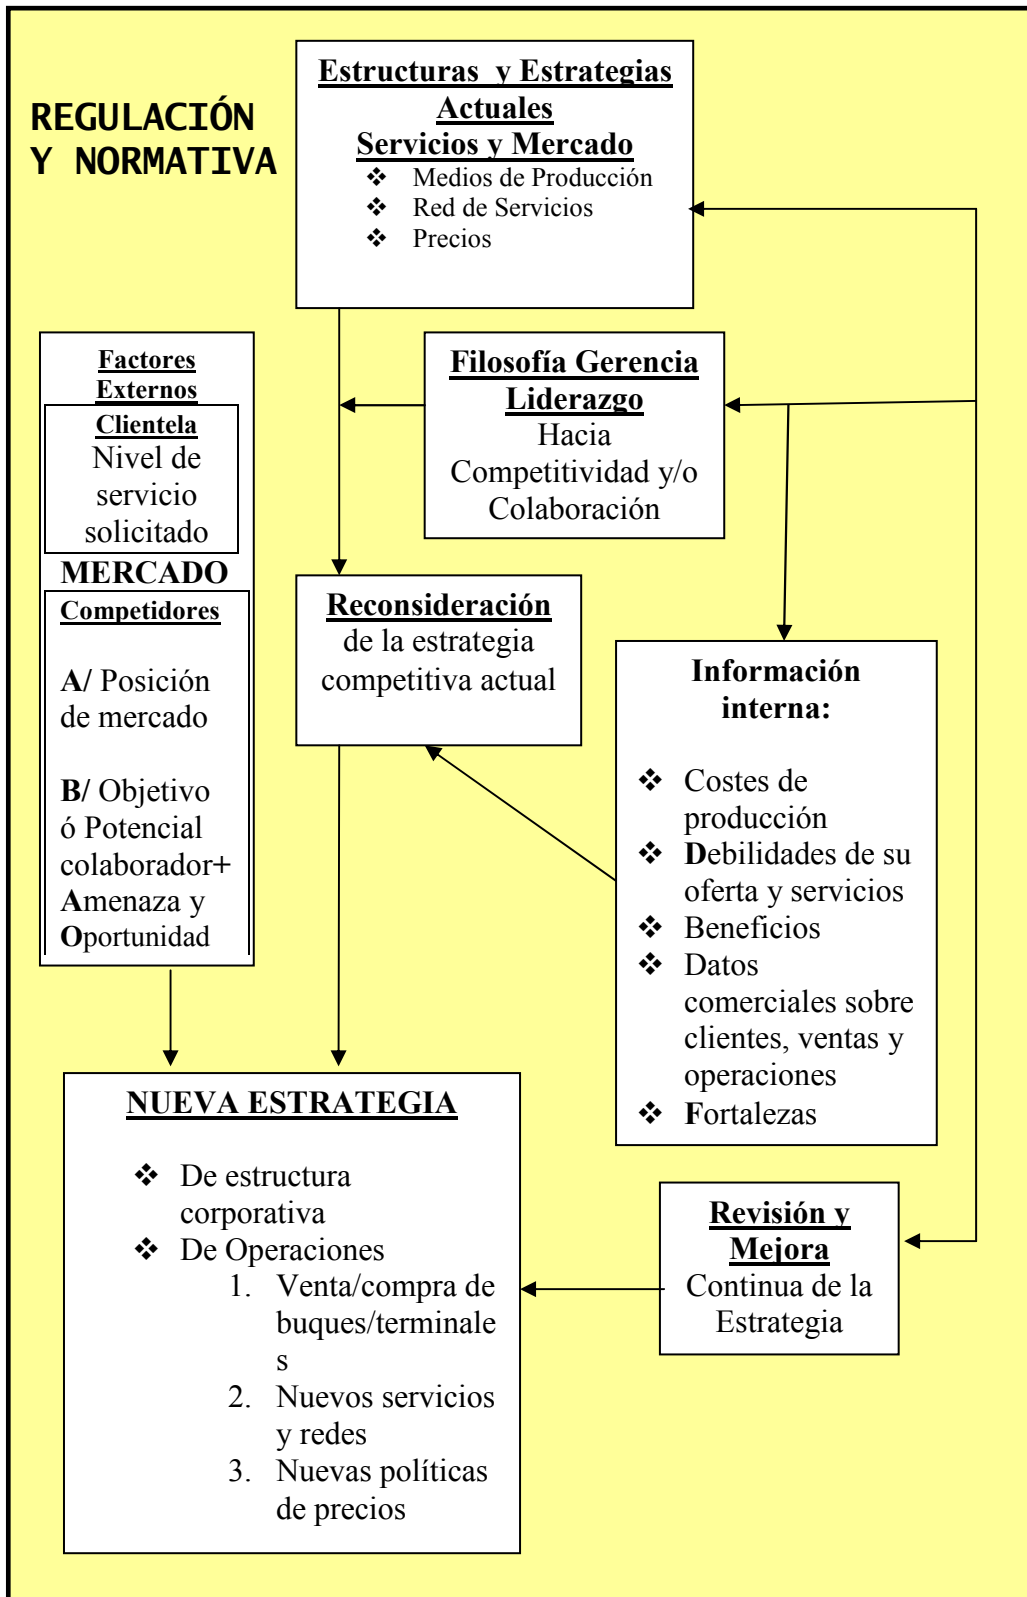 REGULACIÓN
Y NORMATIVA
Estructuras y Estrategias
Actuales
Servicios y Mercado
❖ Medios de Producción
❖ Red de Servicios
❖ Precios
Factores
Externos
Clientela
Nivel de
servicio
solicitado
MERCADO
Competidores
A/ Posición
de mercado
B/ Objetivo
ó Potencial
colaborador+
Amenaza y
Oportunidad
Filosofía Gerencia
Liderazgo
Hacia
Competitividad y/o
Colaboración
Reconsideración
de la estrategia
competitiva actual
Información
interna:
❖ Costes de
producción
❖ Debilidades de su
oferta y servicios
❖ Beneficios
❖ Datos
comerciales sobre
clientes, ventas y
operaciones
❖ Fortalezas
NUEVA ESTRATEGIA
❖ De estructura
corporativa
❖ De Operaciones
1. Venta/compra de
buques/terminale
s
2. Nuevos servicios
y redes
3. Nuevas políticas
de precios
Revisión y
Mejora
Continua de la
Estrategia